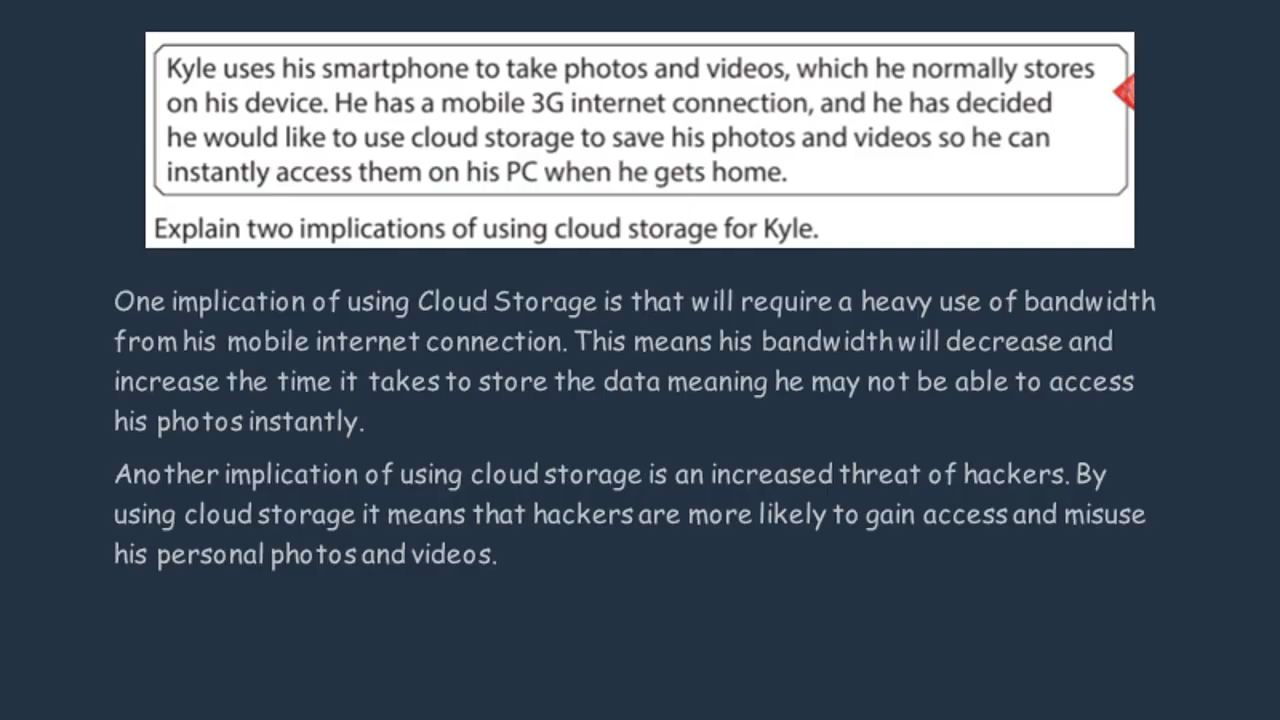 Kyle uses his smartphone to take photos and videos, which he normally stores
on his device. He has a mobile 3G internet connection, and he has decided
he would like to use cloud storage to save his photos and videos so he can
instantly access them on his PC when he gets home.
Explain two implications of using cloud storage for Kyle.
One implication of using Cloud Storage is that will require a heavy use of bandwidth
from his mobile internet connection. This means his bandwidth will decrease and
increase the time it takes to store the data meaning he may not be able to access
his photos instantly.
Another implication of using cloud storage is an increased threat of hackers. By
using cloud storage it means that hackers are more likely to gain access and misuse
his personal photos and videos.